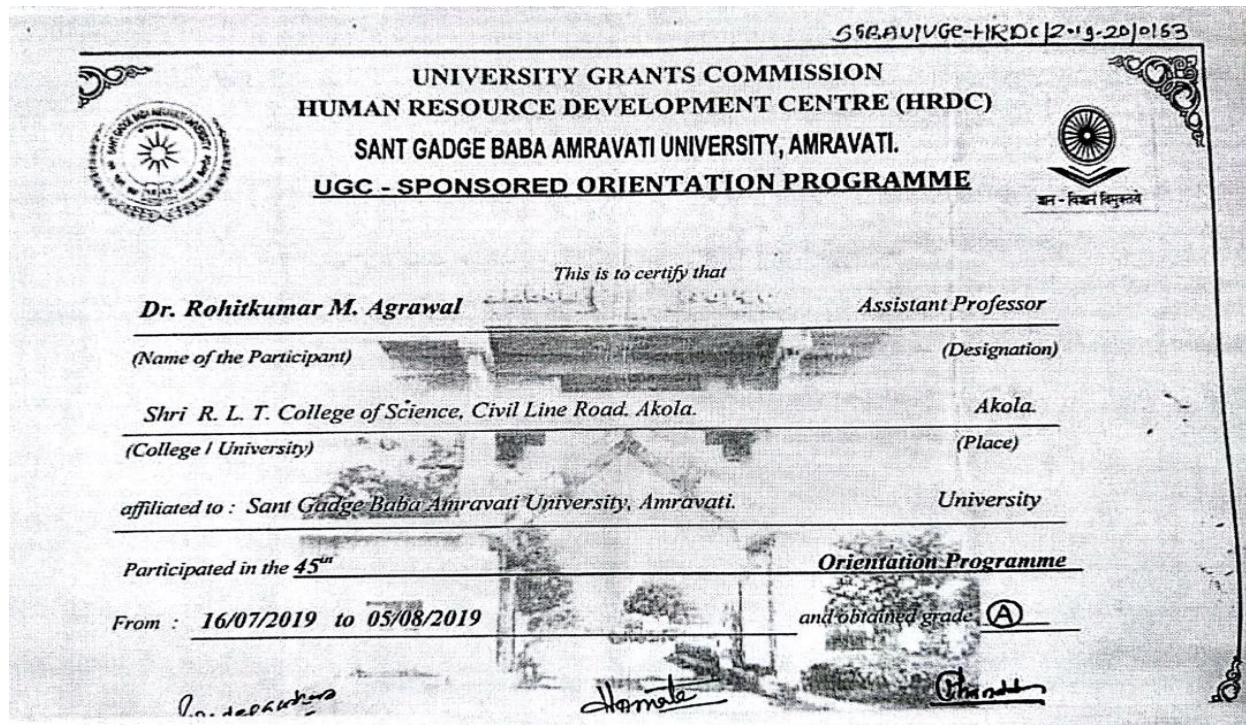 SGBAU/UGC-HRDC/2019-20/0153
UNIVERSITY GRANTS COMMISSION
HUMAN RESOURCE DEVELOPMENT CENTRE (HRDC)
SANT GADGE BABA AMRAVATI UNIVERSITY, AMRAVATI.
UGC - SPONSORED ORIENTATION PROGRAMME
ज्ञान - विज्ञानं विमुक्तये
This is to certify that
Dr. Rohitkumar M. Agrawal Assistant Professor
(Name of the Participant) (Designation)
Shri R. L. T. College of Science, Civil Line Road. Akola. Akola.
(College / University) (Place)
affiliated to : Sant Gadge Baba Amravati University, Amravati. University
Participated in the 45th Orientation Programme
From : 16/07/2019 to 05/08/2019 and obtained grade A